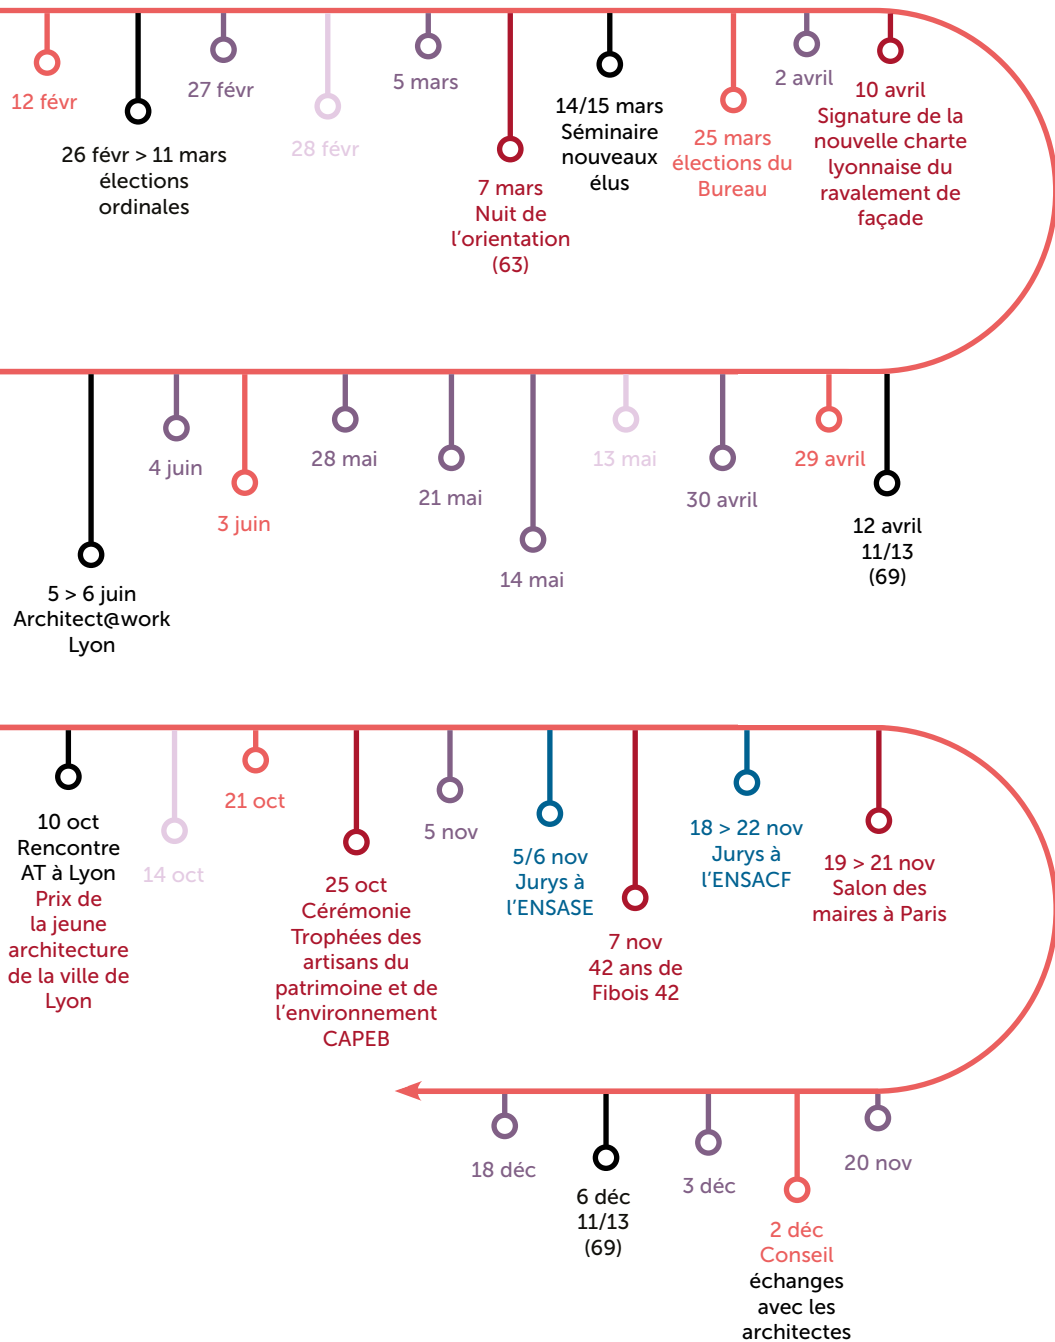 12 févr
26 févr > 11 mars
élections
ordinales
27 févr
28 févr
5 mars
7 mars
Nuit de
l’orientation
(63)
14/15 mars
Séminaire
nouveaux
élus
25 mars
élections du
Bureau
2 avril
10 avril
Signature de la
nouvelle charte
lyonnaise du
ravalement de
façade
12 avril
11/13
(69)
29 avril
30 avril
13 mai
14 mai
21 mai
28 mai
3 juin
4 juin
5 > 6 juin
Architect@work
Lyon
10 oct
Rencontre
AT à Lyon
Prix de
la jeune
architecture
de la ville de
Lyon
14 oct
21 oct
25 oct
Cérémonie
Trophées des
artisans du
patrimoine et de
l’environnement
CAPEB
5 nov
5/6 nov
Jurys à
l’ENSASE
7 nov
42 ans de
Fibois 42
18 > 22 nov
Jurys à
l’ENSACF
19 > 21 nov
Salon des
maires à Paris
20 nov
2 déc
Conseil
échanges
avec les
architectes
3 déc
6 déc
11/13
(69)
18 déc